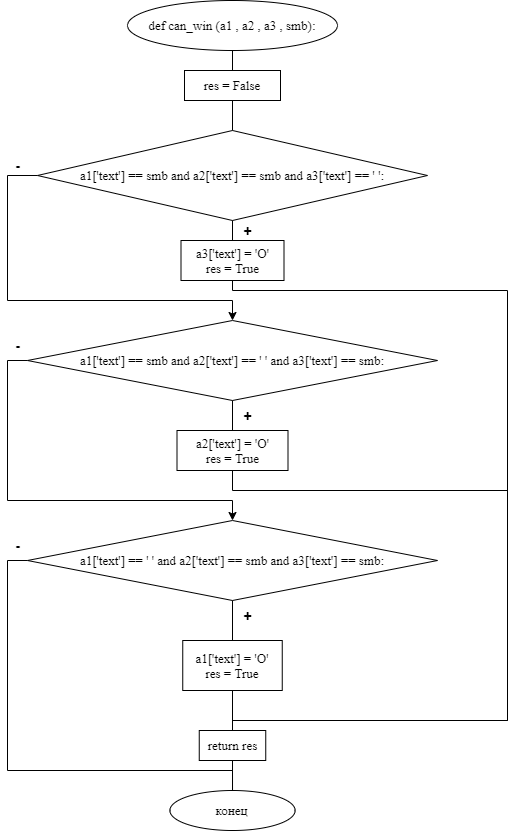 def can_win (a1 , a2 , a3 , smb):
res = False
a1['text'] == smb and a2['text'] == smb and a3['text'] == ' ':
-
+
a3['text'] = 'O'
res = True
a1['text'] == smb and a2['text'] == ' ' and a3['text'] == smb:
-
+
a2['text'] = 'O'
res = True
a1['text'] == ' ' and a2['text'] == smb and a3['text'] == smb:
-
+
a1['text'] = 'O'
res = True
return res
конец